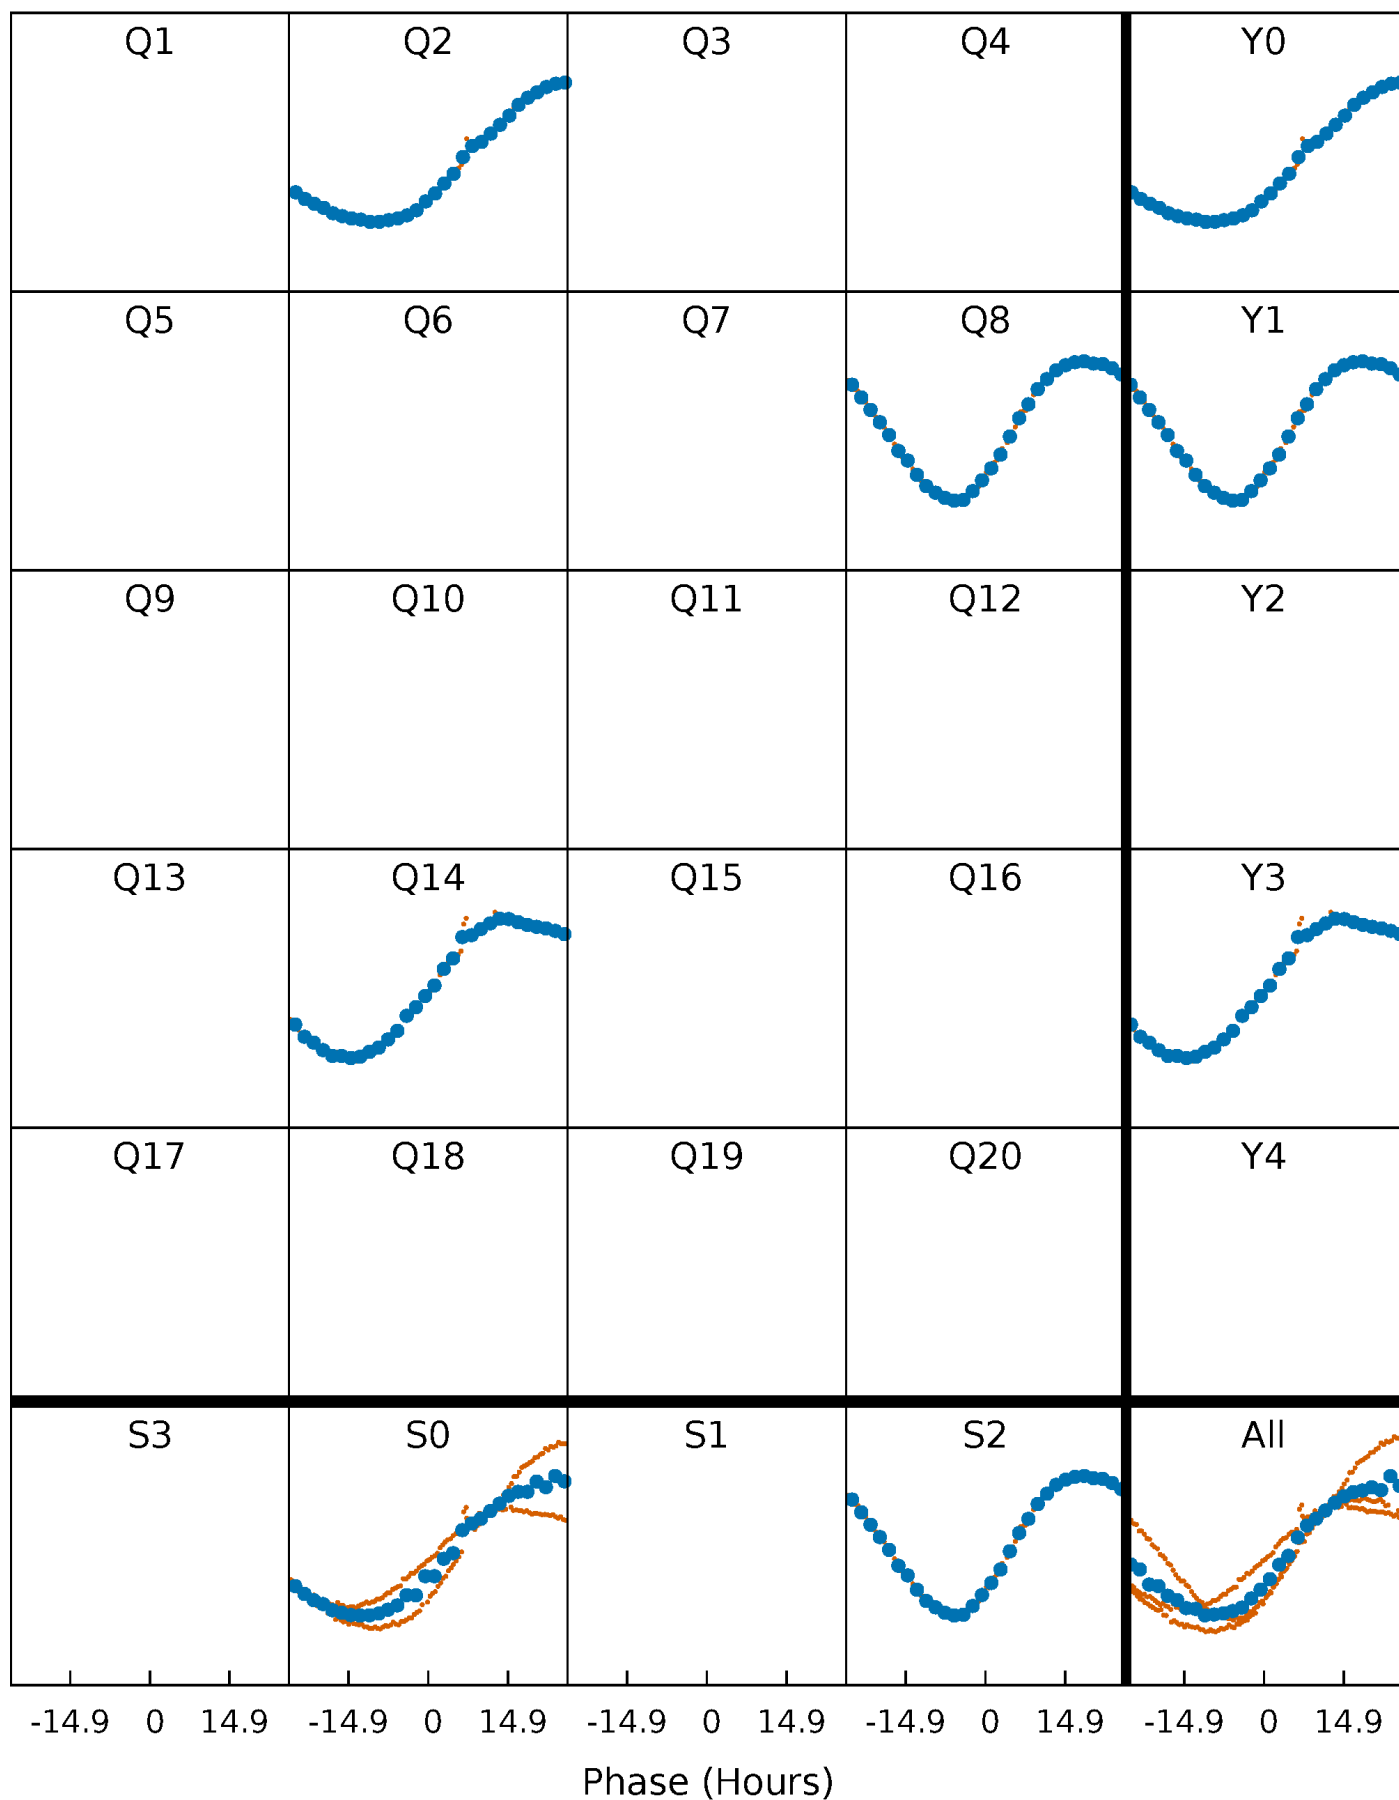 Q1 Q2 Q3 Q4 Y0
Q5 Q6 Q7 Q8 Y1
Q9 Q10 Q11 Q12 Y2
Q13 Q14 Q15 Q16 Y3
Q17 Q18 Q19 Q20 Y4
S3 S0 S1 S2 All
-14.9 0 14.9 -14.9 0 14.9 -14.9 0 14.9 -14.9 0 14.9 -14.9 0 14.9
Phase (Hours)